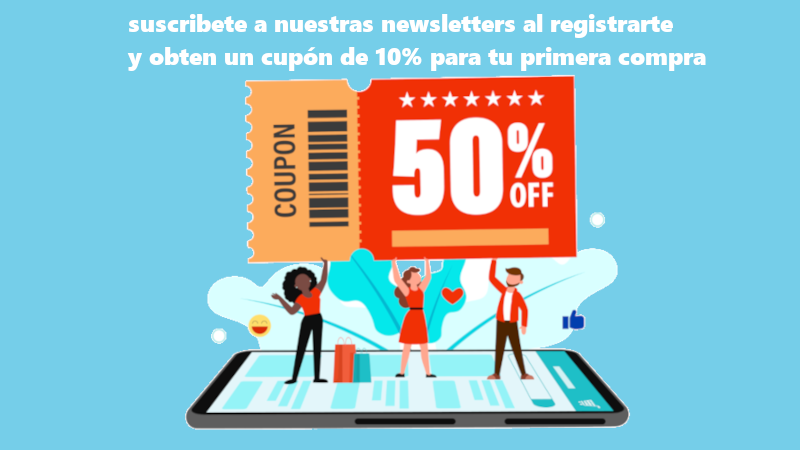 suscribete a nuestras newsletters al registrarte
y obten un cupón de 10% para tu primera compra
COUPON
50%
OFF